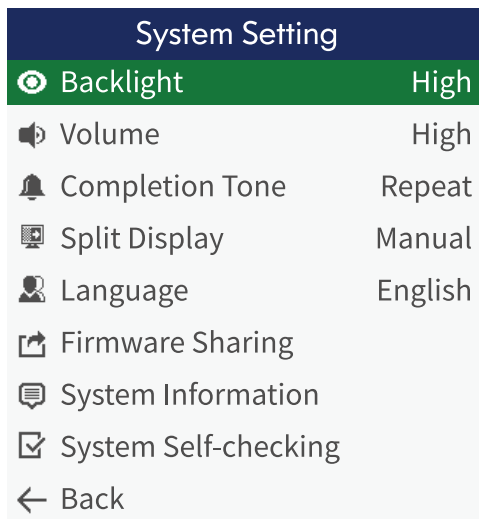 System Setting
Backlight High
Volume High
Completion Tone Repeat
Split Display Manual
Language English
Firmware Sharing
System Information
System Self-checking
Back